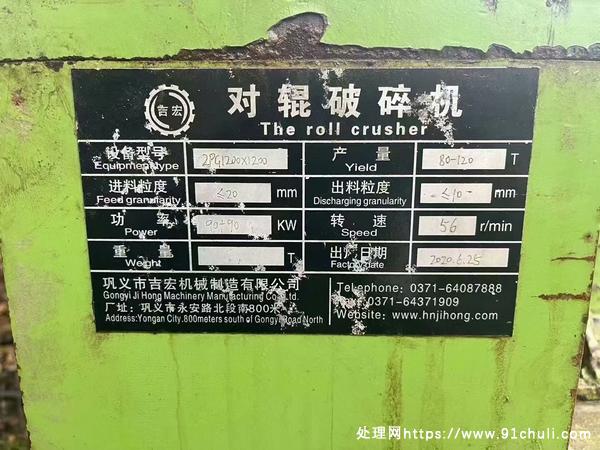 吉宏
对辊破碎机
The roll crusher
设备型号 2PG1200X1200 产量 80-120 T
Equipment type Yield
进料粒度 ≤20 mm 出料粒度 ≤10 mm
Feed granularity Discharging granularity
功率 90+90 KW 转速 56 r/min
Power Speed
重量 T 出厂日期 2020.6.25
Weight Factory date
巩义市吉宏机械制造有限公司
Gongyi Ji Hong Machinery Manufacturing Co.,Ltd.
厂址：巩义市永安路北段南800米
Address:Yongan City,800meters south of Gongyi Road North
Telephone: 0371-64087888
Fax: 0371-64371909
Website: www.hnjihong.com
处理网https://www.91chuli.com/